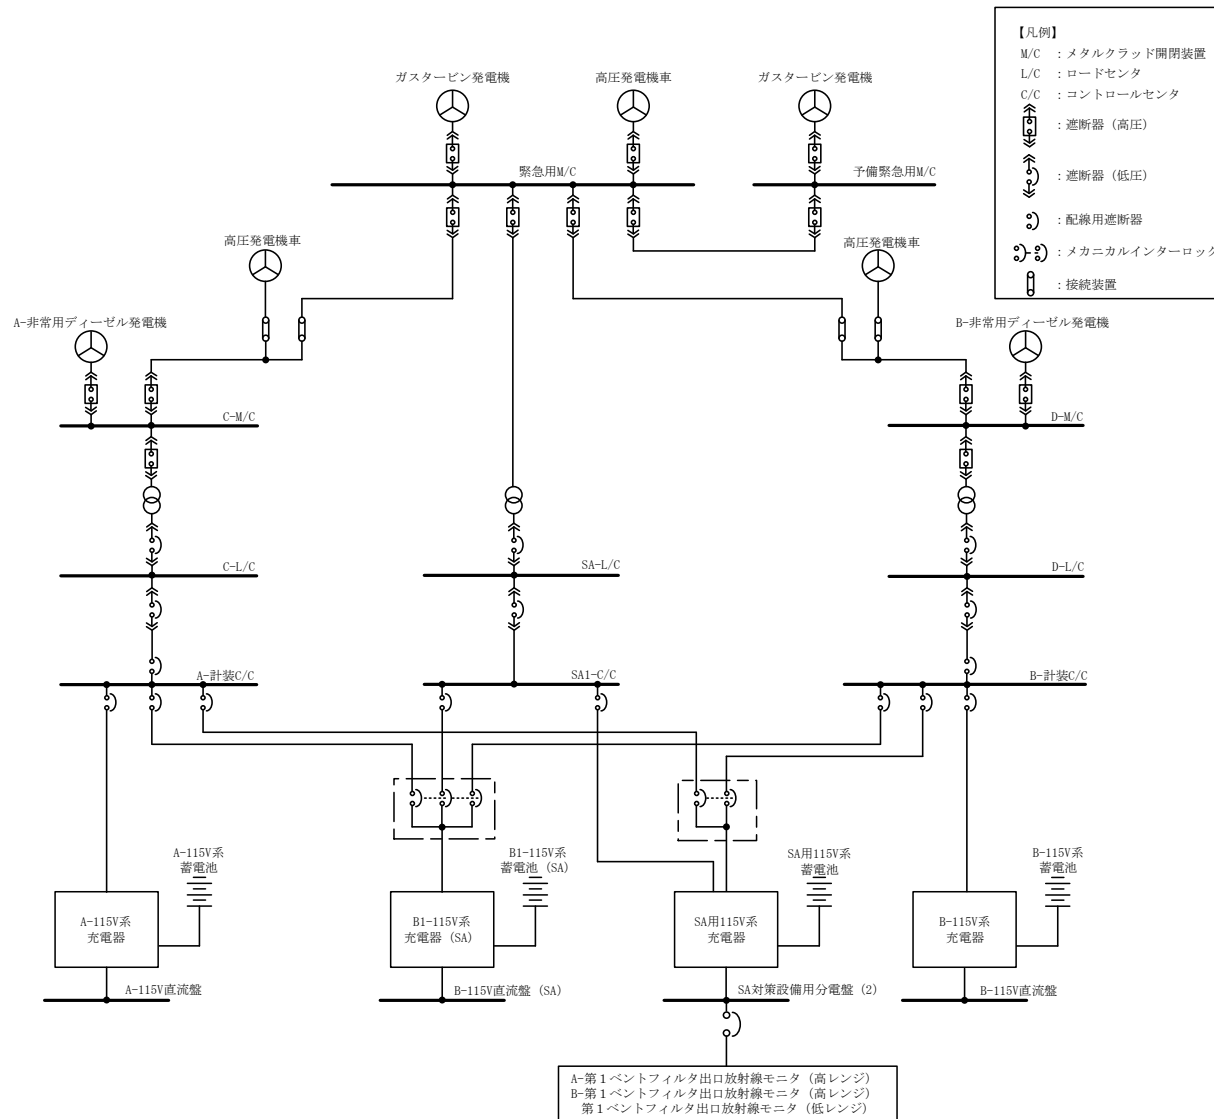 【凡例】
M/C ：メタルクラッド開閉装置
L/C ：ロードセンタ
C/C ：コントロールセンタ
：遮断器（高圧）
：遮断器（低圧）
：配線用遮断器
：メカニカルインターロック
：接続装置
ガスタービン発電機
高圧発電機車
ガスタービン発電機
緊急用M/C
予備緊急用M/C
高圧発電機車
高圧発電機車
A-非常用ディーゼル発電機
B-非常用ディーゼル発電機
C-M/C
D-M/C
C-L/C
SA-L/C
D-L/C
A-計装C/C
SA1-C/C
B-計装C/C
A-115V系
蓄電池
B1-115V系
蓄電池（SA）
SA用115V系
蓄電池
B-115V系
蓄電池
A-115V系
充電器
B1-115V系
充電器（SA）
SA用115V系
充電器
B-115V系
充電器
A-115V直流盤
B-115V直流盤（SA）
SA対策設備用分電盤（2）
B-115V直流盤
A-第１ベントフィルタ出口放射線モニタ（高レンジ）
B-第１ベントフィルタ出口放射線モニタ（高レンジ）
第１ベントフィルタ出口放射線モニタ（低レンジ）